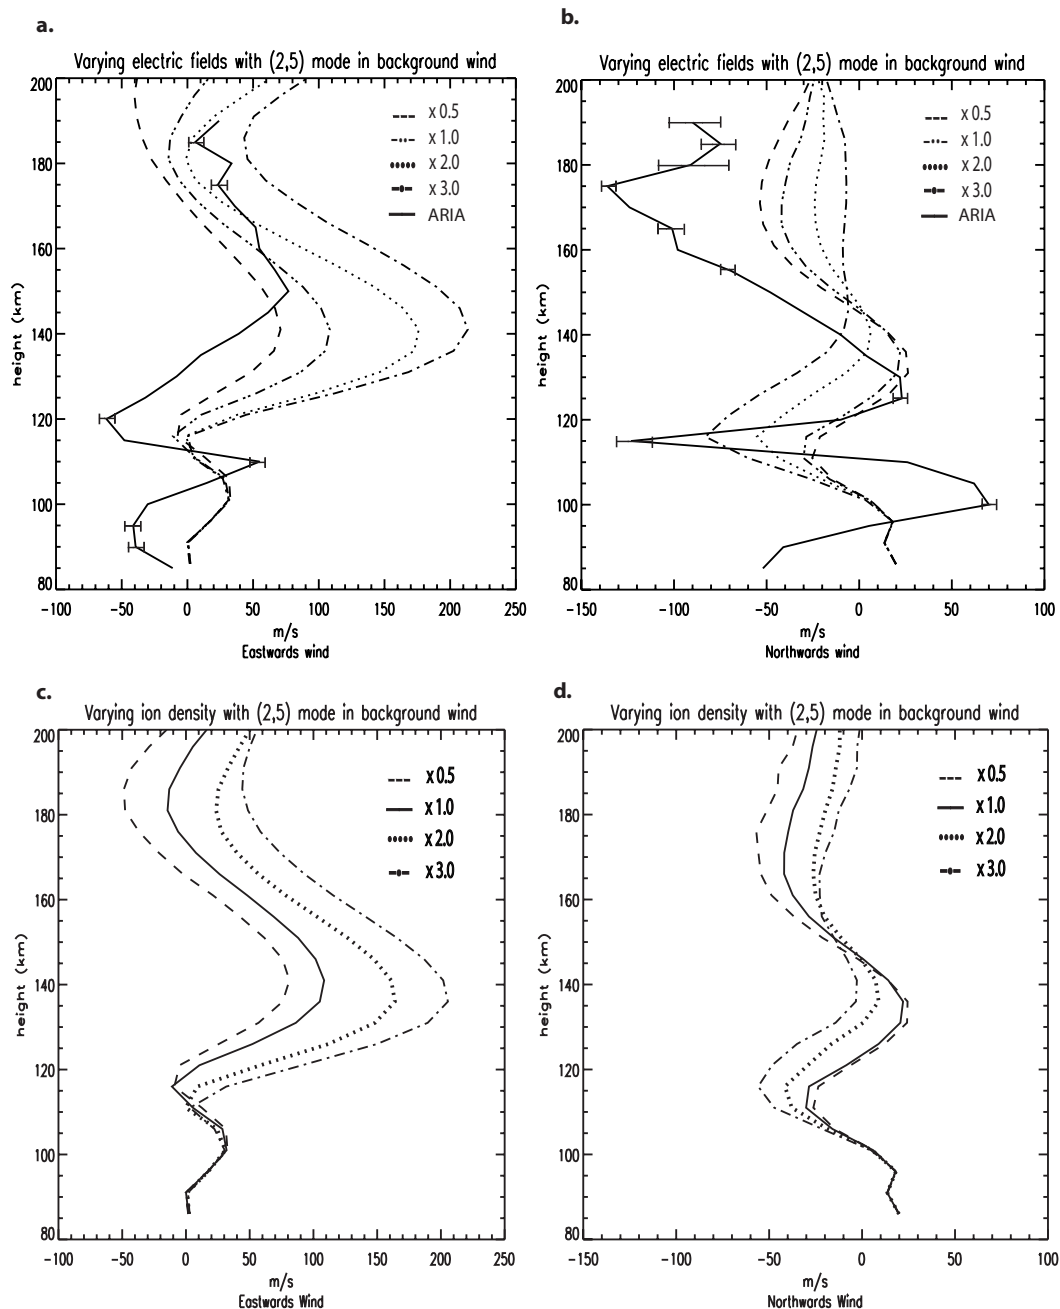 a.
Varying electric fields with (2,5) mode in background wind
200
180
160
140
120
100
80
height (km)
x 0.5
x 1.0
x 2.0
x 3.0
ARIA
-100 -50 0 50 100 150 200 250
m/s
Eastwards wind
b.
Varying electric fields with (2,5) mode in background wind
200
180
160
140
120
100
80
height (km)
x 0.5
x 1.0
x 2.0
x 3.0
ARIA
-150 -100 -50 0 50 100
m/s
Northwards wind
c.
Varying ion density with (2,5) mode in background wind
200
180
160
140
120
100
80
height (km)
x 0.5
x 1.0
x 2.0
x 3.0
-100 -50 0 50 100 150 200 250
m/s
Eastwards Wind
d.
Varying ion density with (2,5) mode in background wind
200
180
160
140
120
100
80
height (km)
x 0.5
x 1.0
x 2.0
x 3.0
-150 -100 -50 0 50 100
m/s
Northwards Wind